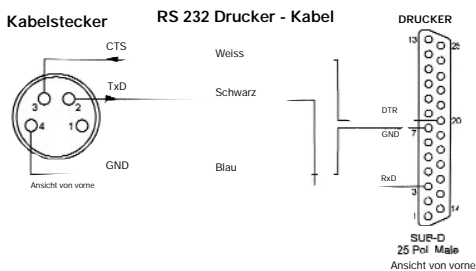 RS 232 Drucker - Kabel
Kabelstecker
DRUCKER
CTS
Weiss
13
25
TxD
Schwarz
3
2
DTR
20
4
1
GND
7
GND
Blau
RxD
3
Ansicht von vorne
14
1
SUB-D
25 Pol Male
Ansicht von vorne